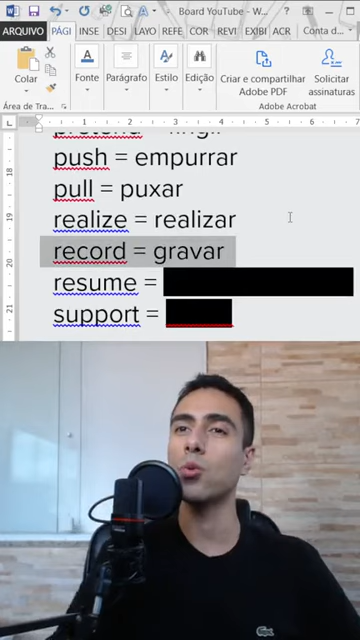 Board YouTube - W...
ARQUIVO PÁGI INSE DESI LAYO REFE COR REVI EXIBI ACR Conta d...
Colar Fonte Parágrafo Estilo Edição Criar e compartilhar Adobe PDF Solicitar assinaturas
Área de Tra... Adobe Acrobat
push = empurrar
pull = puxar
realize = realizar
record = gravar
resume =
support =